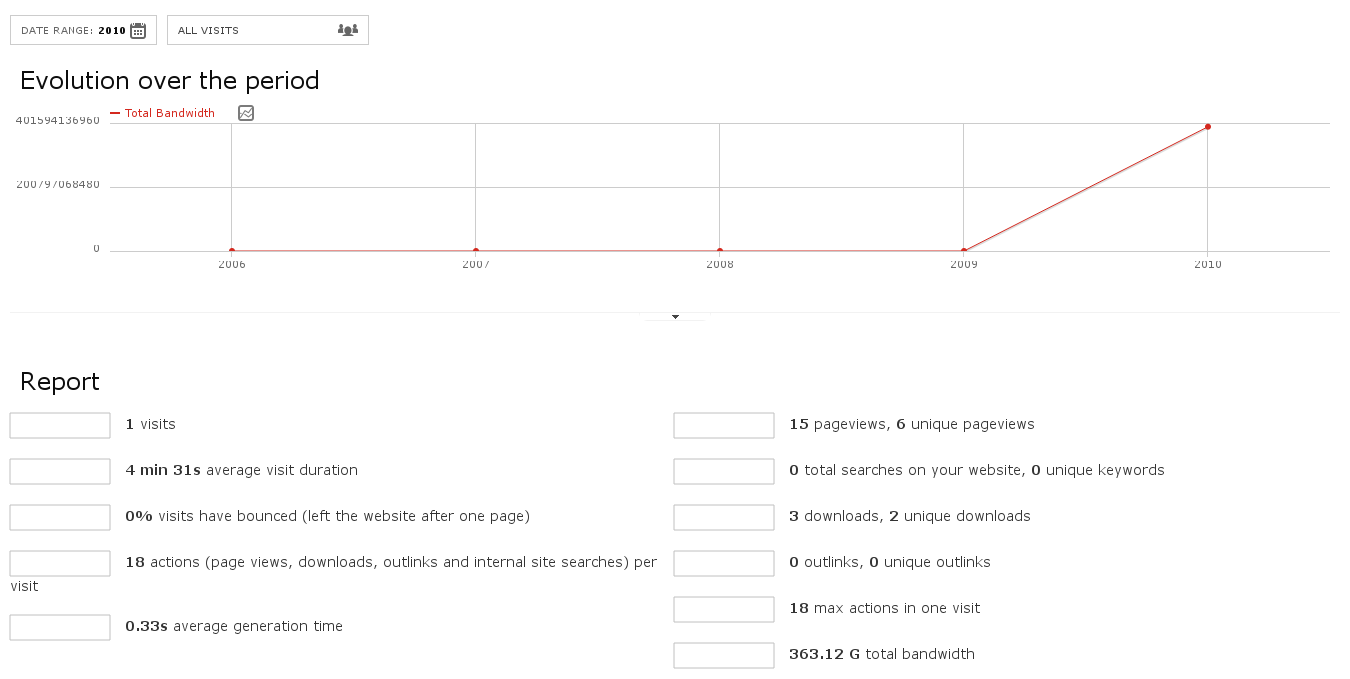 DATE RANGE: 2010
ALL VISITS
Evolution over the period
Total Bandwidth
401594136960
200797068480
0
2006 2007 2008 2009 2010
Report
1 visits
4 min 31s average visit duration
0% visits have bounced (left the website after one page)
18 actions (page views, downloads, outlinks and internal site searches) per
visit
0.33s average generation time
15 pageviews, 6 unique pageviews
0 total searches on your website, 0 unique keywords
3 downloads, 2 unique downloads
0 outlinks, 0 unique outlinks
18 max actions in one visit
363.12 G total bandwidth